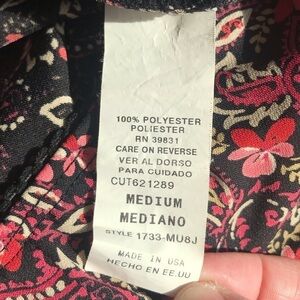 100% POLYESTER
POLIESTER
RN 39831
CARE ON REVERSE
VER AL DORSO
PARA CUIDADO
CUT621289
MEDIUM
MEDIANO
STYLE 1733-MU8J
MADE IN USA
HECHO EN EE.UU